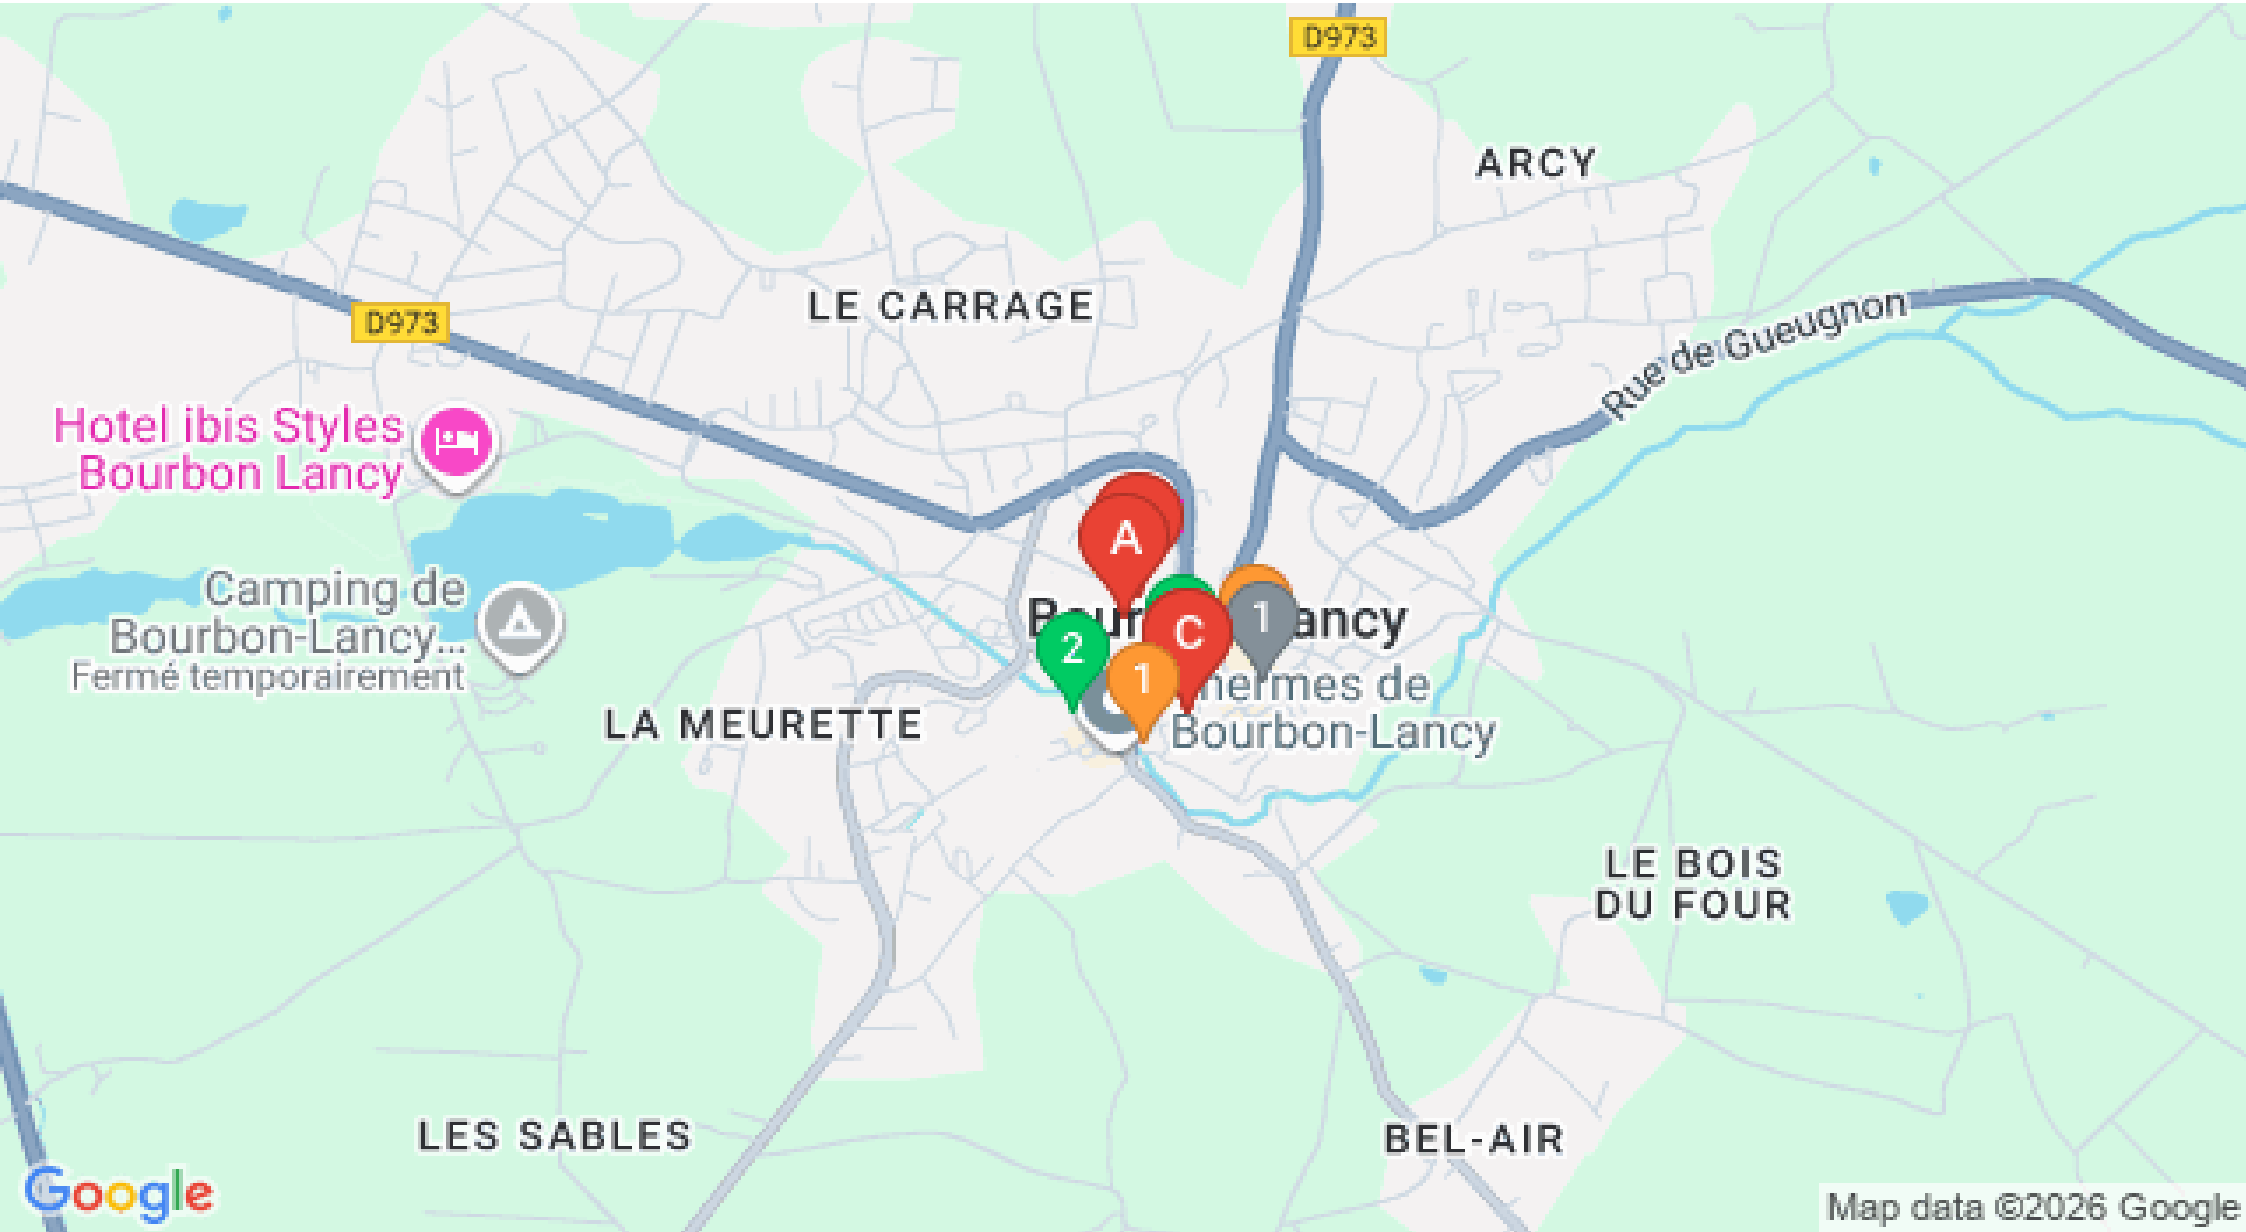 D973
ARCY
LE CARRAGE
D973
Rue de Gueugnon
Hotel ibis Styles
Bourbon Lancy
A
Camping de
Bourbon-Lancy...
Fermé temporairement
1
C
2
1
LA MEURETTE
Bourbon-Lancy
LE BOIS
DU FOUR
LES SABLES
BEL-AIR
Google
Map data ©2026 Google